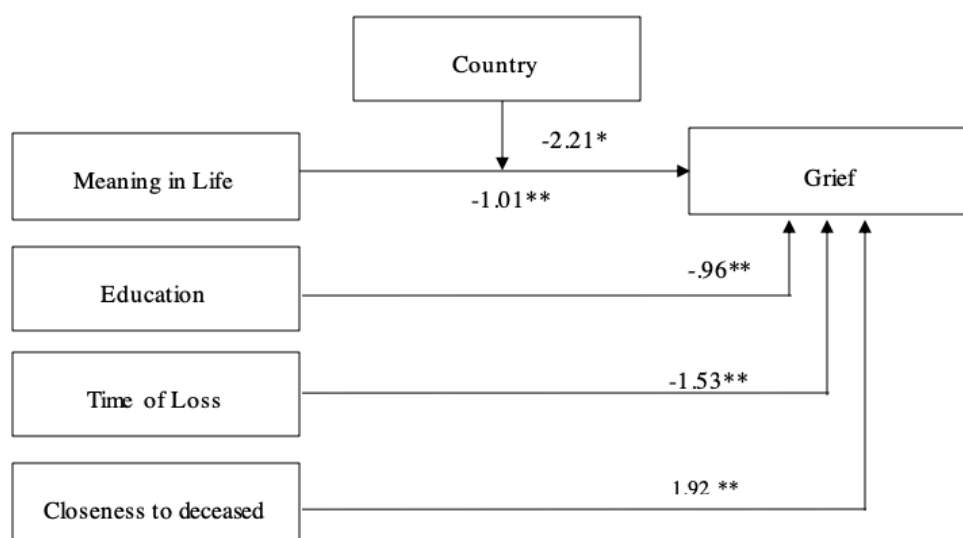 Country
-2.21*
Meaning in Life
Grief
-1.01**
Education
-.96**
Time of Loss
-1.53**
Closeness to deceased
1.92 **